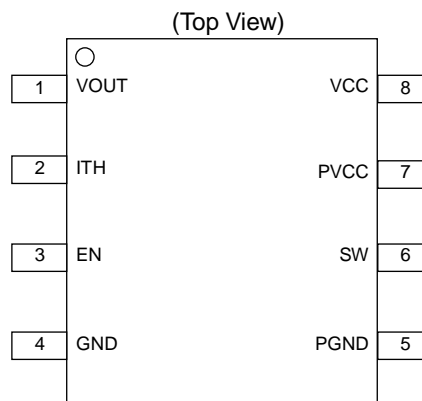 (Top View)
1 VOUT VCC 8
2 ITH PVCC 7
3 EN SW 6
4 GND PGND 5